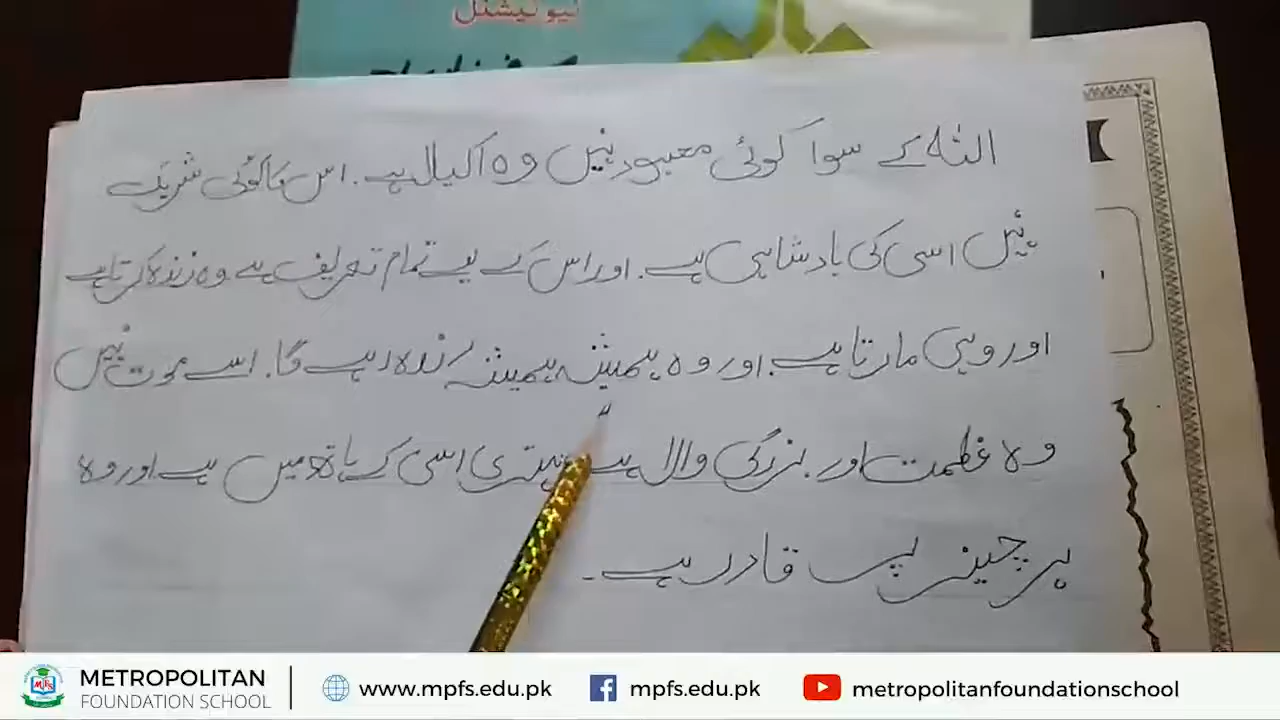 نیو نیشنل
اللہ کے سوا کوئی معبود نہیں وہ اکیلا ہے۔ اس کا کوئی شریک
نہیں اسی کی بادشاہی ہے۔ اور اس کے لیے تمام تعریف ہے وہ زندہ کرتا ہے
اور وہی مارتا ہے۔ اور وہ ہمیشہ ہمیشہ زندہ رہے گا۔ اسے موت نہیں
وہ عظمت اور بزرگی والا ہے بہتری اسی کے ہاتھ میں ہے اور وہ
ہر چیز پر قادر ہے۔
MPFS
METROPOLITAN
FOUNDATION SCHOOL
www.mpfs.edu.pk
mpfs.edu.pk
metropolitanfoundationschool